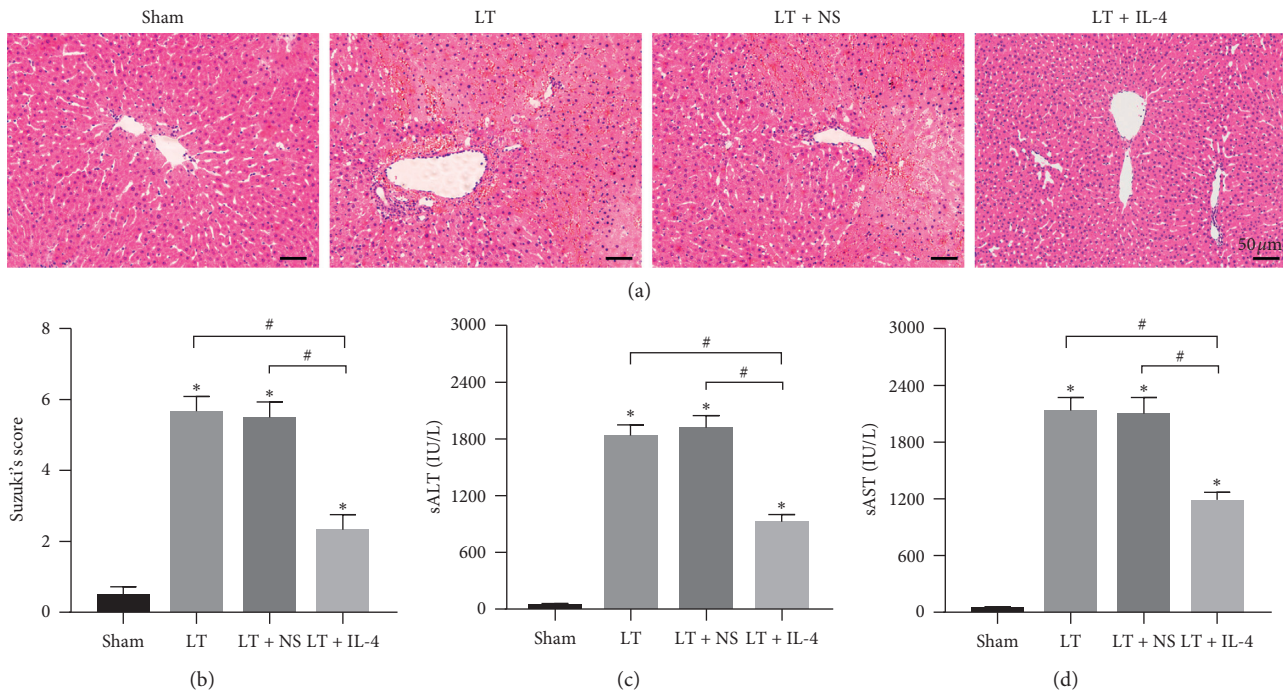 Sham LT LT + NS LT + IL-4
50 μm
(a)
Suzuki's score
8
6
4
2
0
#
#
* * *
Sham LT LT + NS LT + IL-4
(b)
sALT (IU/L)
3000
2400
1800
1200
600
0
#
#
* * *
Sham LT LT + NS LT + IL-4
(c)
sAST (IU/L)
3000
2400
1800
1200
600
0
#
#
* * *
Sham LT LT + NS LT + IL-4
(d)